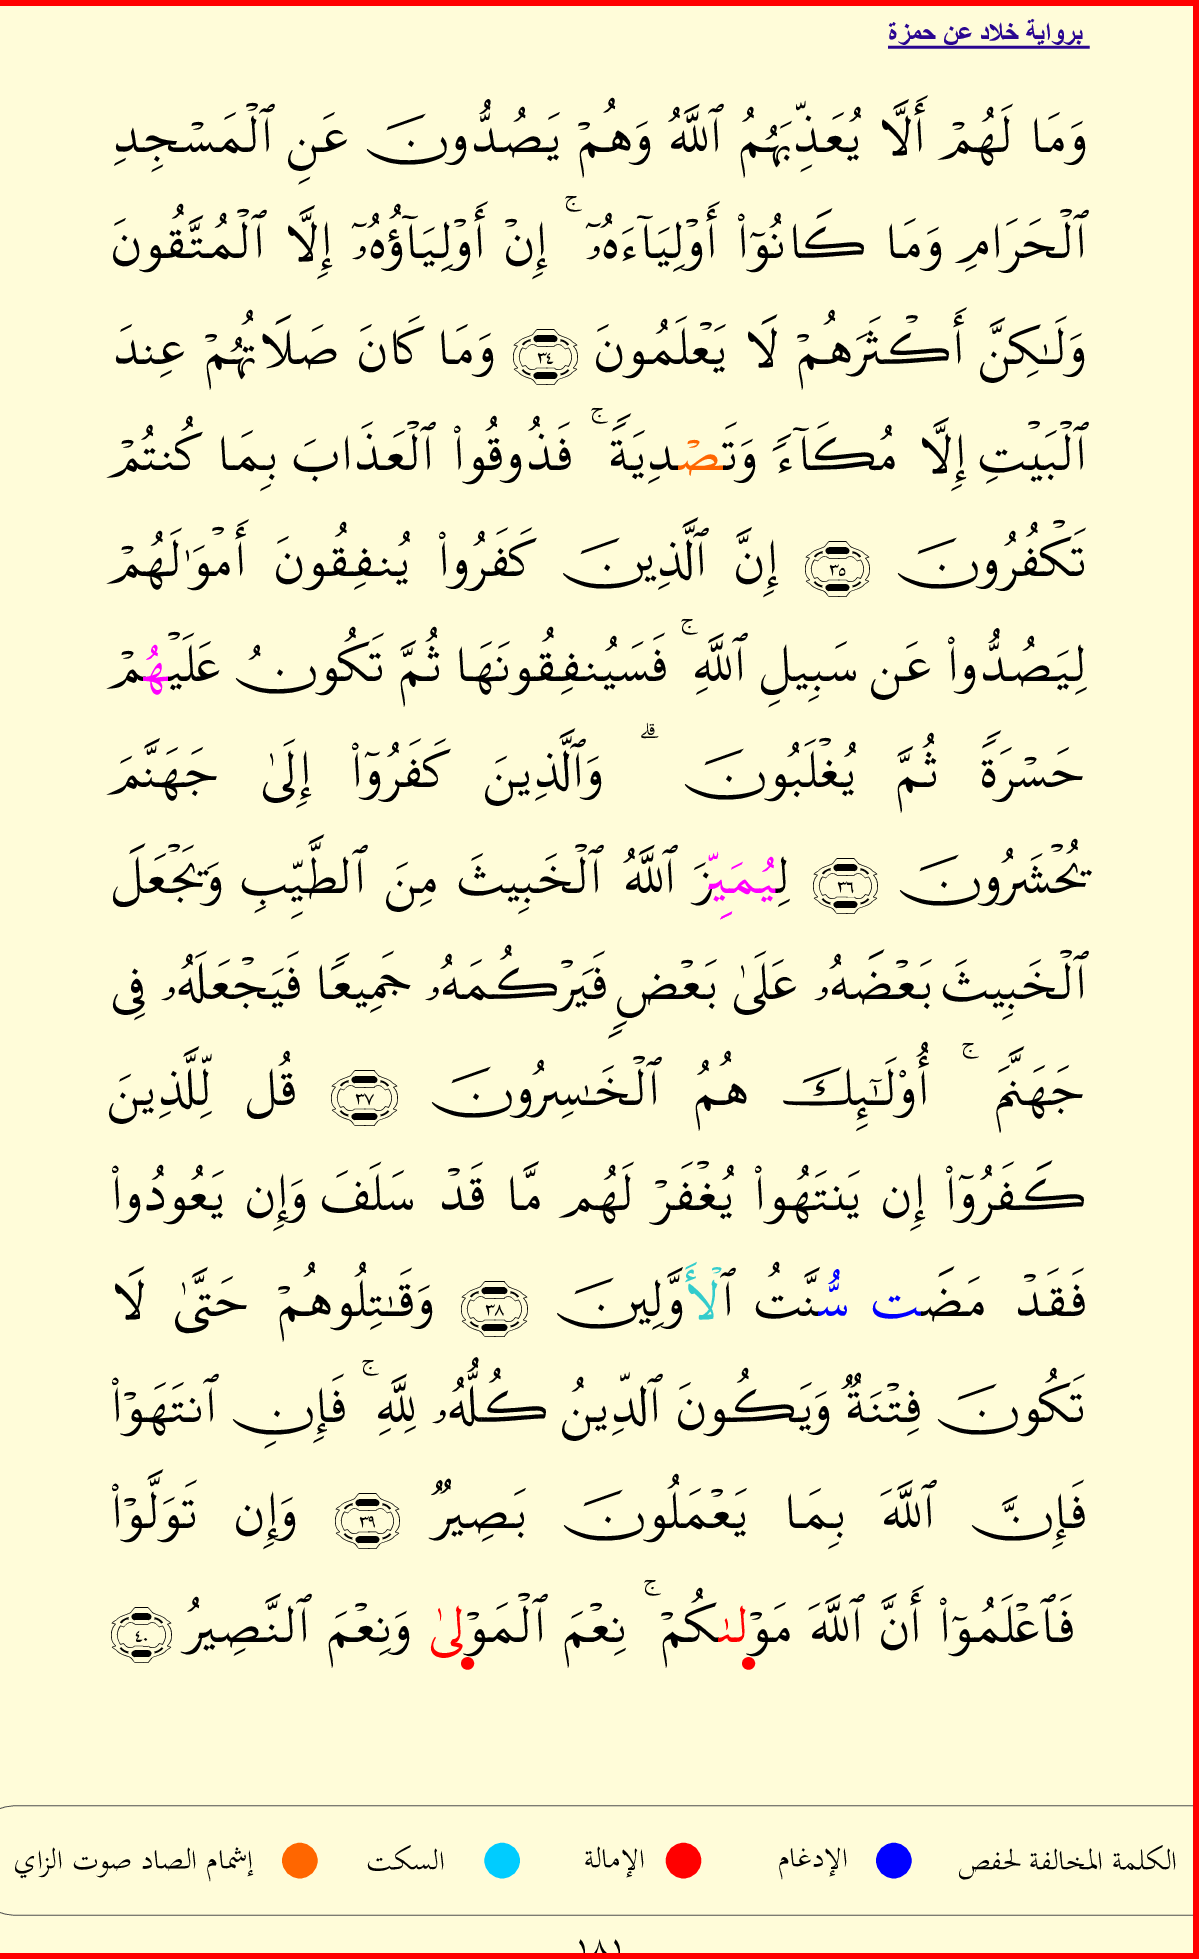 برواية خلاد عن حمزة
وَمَا لَهُمْ أَلَّا يُعَذِّبَهُمُ ٱللَّهُ وَهُمْ يَصُدُّونَ عَنِ ٱلْمَسْجِدِ
ٱلْحَرَامِ وَمَا كَانُوٓاْ أَوْلِيَآءَهُۥٓ ۚ إِنْ أَوْلِيَآؤُهُۥٓ إِلَّا ٱلْمُتَّقُونَ
وَلَٰكِنَّ أَكْثَرَهُمْ لَا يَعْلَمُونَ ٣٤ وَمَا كَانَ صَلَاتُهُمْ عِندَ
ٱلْبَيْتِ إِلَّا مُكَآءً وَتَصْدِيَةً ۚ فَذُوقُواْ ٱلْعَذَابَ بِمَا كُنتُمْ
تَكْفُرُونَ ٣٥ إِنَّ ٱلَّذِينَ كَفَرُواْ يُنفِقُونَ أَمْوَٰلَهُمْ
لِيَصُدُّواْ عَن سَبِيلِ ٱللَّهِ ۚ فَسَيُنفِقُونَهَا ثُمَّ تَكُونُ عَلَيْهُمْ
حَسْرَةً ثُمَّ يُغْلَبُونَ ۗ وَٱلَّذِينَ كَفَرُوٓاْ إِلَىٰ جَهَنَّمَ
يُحْشَرُونَ ٣٦ لِيُمَيِّزَ ٱللَّهُ ٱلْخَبِيثَ مِنَ ٱلطَّيِّبِ وَيَجْعَلَ
ٱلْخَبِيثَ بَعْضَهُۥ عَلَىٰ بَعْضٍ فَيَرْكُمَهُۥ جَمِيعًا فَيَجْعَلَهُۥ فِى
جَهَنَّمَ ۚ أُوْلَٰٓئِكَ هُمُ ٱلْخَٰسِرُونَ ٣٧ قُل لِّلَّذِينَ
كَفَرُوٓاْ إِن يَنتَهُواْ يُغْفَرْ لَهُم مَّا قَدْ سَلَفَ وَإِن يَعُودُواْ
فَقَدْ مَضَت سُّنَّتُ ٱلْأَوَّلِينَ ٣٨ وَقَٰتِلُوهُمْ حَتَّىٰ لَا
تَكُونَ فِتْنَةٌ وَيَكُونَ ٱلدِّينُ كُلُّهُۥ لِلَّهِ ۚ فَإِنِ ٱنتَهَوْاْ
فَإِنَّ ٱللَّهَ بِمَا يَعْمَلُونَ بَصِيرٌ ٣٩ وَإِن تَوَلَّوْاْ
فَٱعْلَمُوٓاْ أَنَّ ٱللَّهَ مَوْلَىٰكُمْ ۚ نِعْمَ ٱلْمَوْلَىٰ وَنِعْمَ ٱلنَّصِيرُ ٤٠
الكلمة المخالفة لحفص الإدغام الإمالة السكت إشمام الصاد صوت الزاي
١٨١